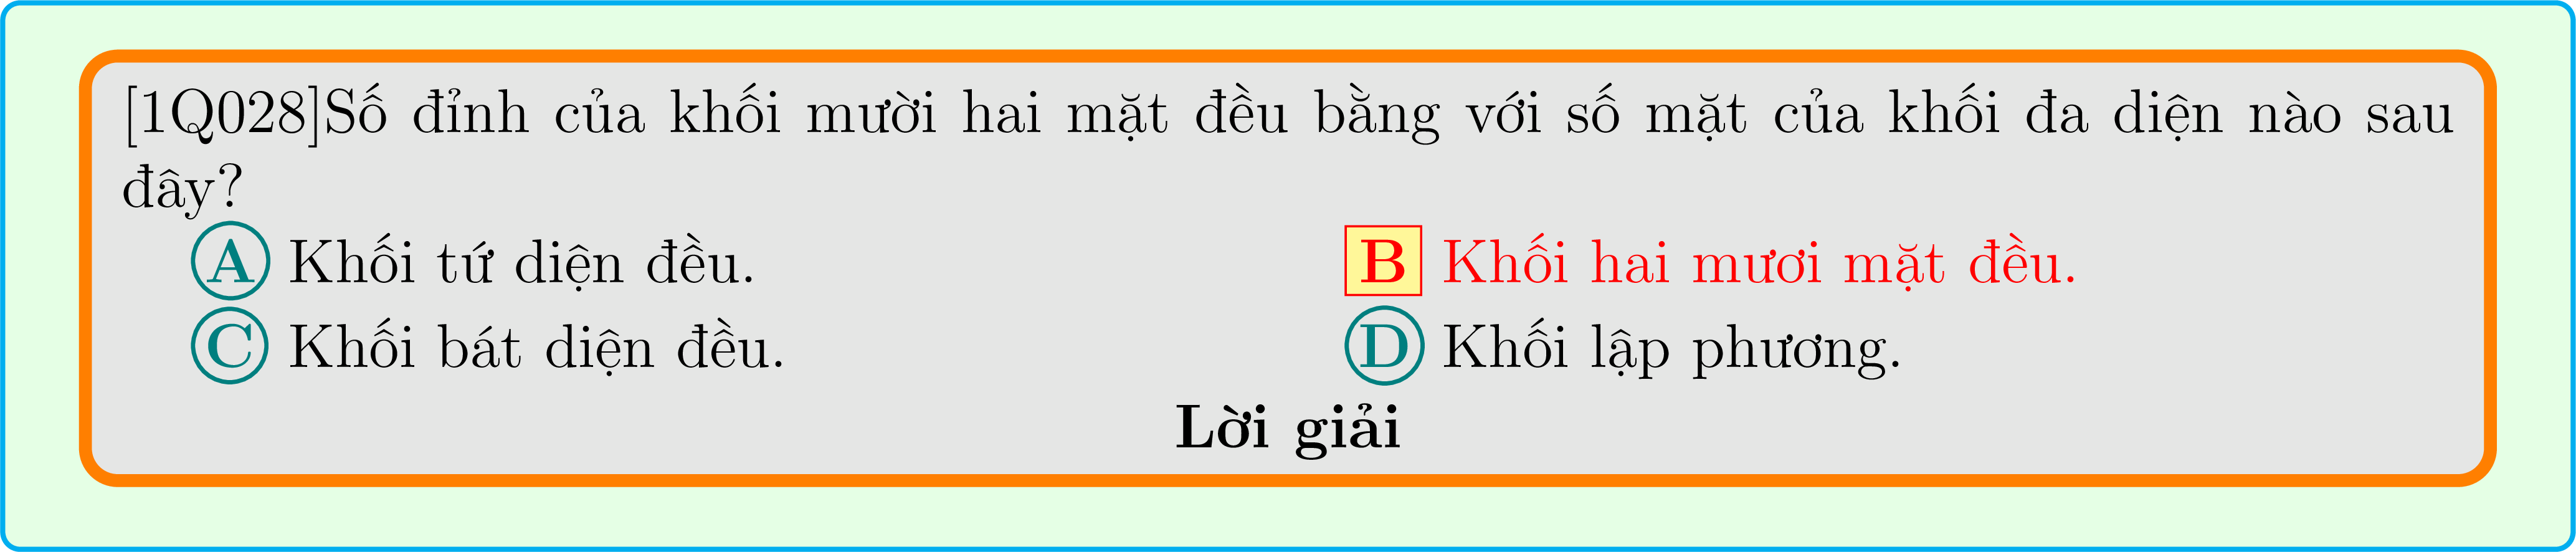 [1Q028]Số đỉnh của khối mười hai mặt đều bằng với số mặt của khối đa diện nào sau
đây?
A Khối tứ diện đều. B Khối hai mươi mặt đều.
C Khối bát diện đều. D Khối lập phương.
Lời giải